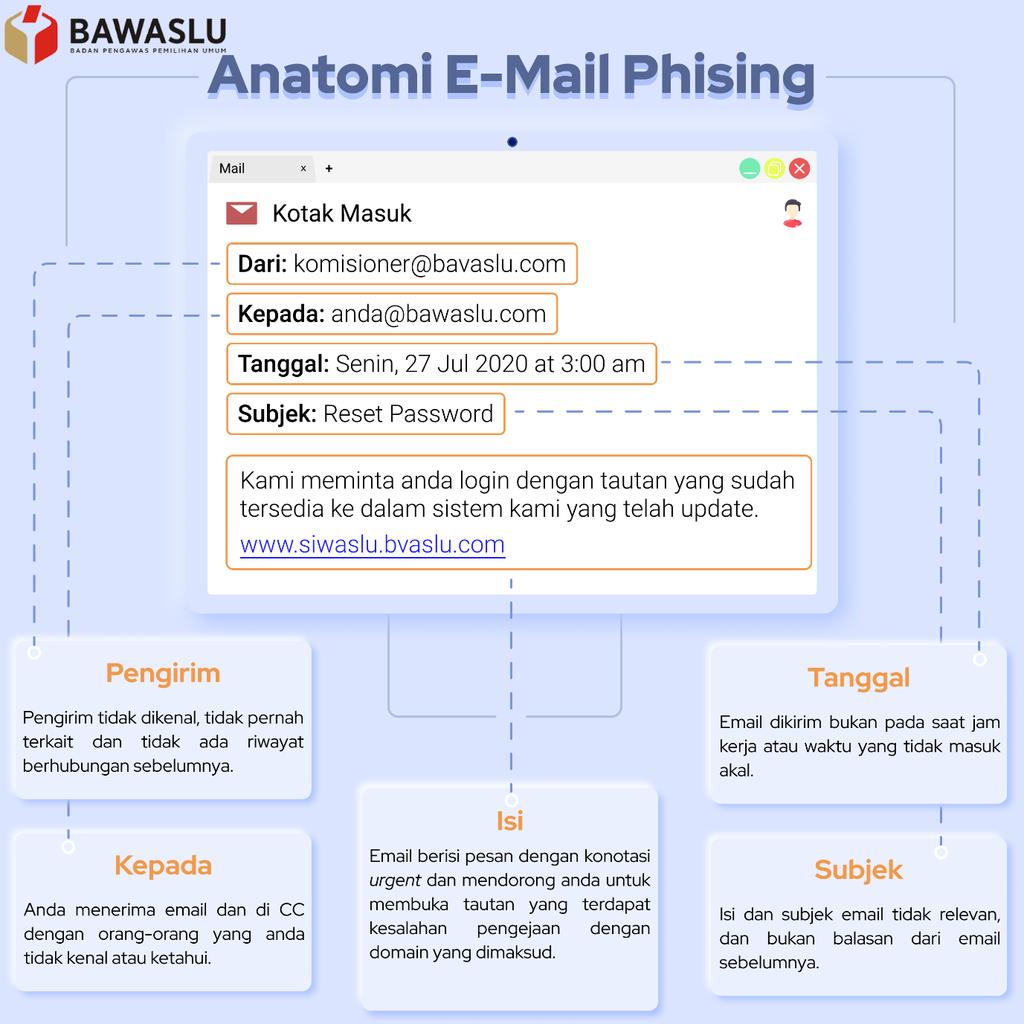 BAWASLU
BADAN PENGAWAS PEMILIHAN UMUM
Anatomi E-Mail Phising
Mail x +
Kotak Masuk
Dari: komisioner@bavaslu.com
Kepada: anda@bawaslu.com
Tanggal: Senin, 27 Jul 2020 at 3:00 am
Subjek: Reset Password
Kami meminta anda login dengan tautan yang sudah
tersedia ke dalam sistem kami yang telah update.
www.siwaslu.bvaslu.com
Pengirim
Pengirim tidak dikenal, tidak pernah
terkait dan tidak ada riwayat
berhubungan sebelumnya.
Kepada
Anda menerima email dan di CC
dengan orang-orang yang anda
tidak kenal atau ketahui.
Isi
Email berisi pesan dengan konotasi
urgent dan mendorong anda untuk
membuka tautan yang terdapat
kesalahan pengejaan dengan
domain yang dimaksud.
Tanggal
Email dikirim bukan pada saat jam
kerja atau waktu yang tidak masuk
akal.
Subjek
Isi dan subjek email tidak relevan,
dan bukan balasan dari email
sebelumnya.